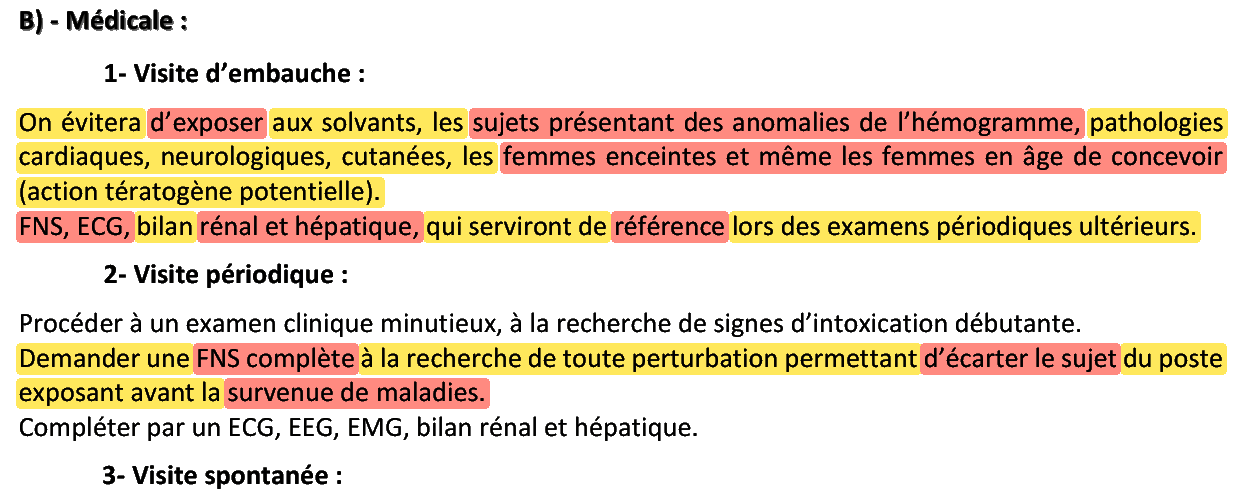 B) - Médicale :
1- Visite d’embauche :
On évitera d’exposer aux solvants, les sujets présentant des anomalies de l’hémogramme, pathologies
cardiaques, neurologiques, cutanées, les femmes enceintes et même les femmes en âge de concevoir
(action tératogène potentielle).
FNS, ECG, bilan rénal et hépatique, qui serviront de référence lors des examens périodiques ultérieurs.
2- Visite périodique :
Procéder à un examen clinique minutieux, à la recherche de signes d’intoxication débutante.
Demander une FNS complète à la recherche de toute perturbation permettant d’écarter le sujet du poste
exposant avant la survenue de maladies.
Compléter par un ECG, EEG, EMG, bilan rénal et hépatique.
3- Visite spontanée :